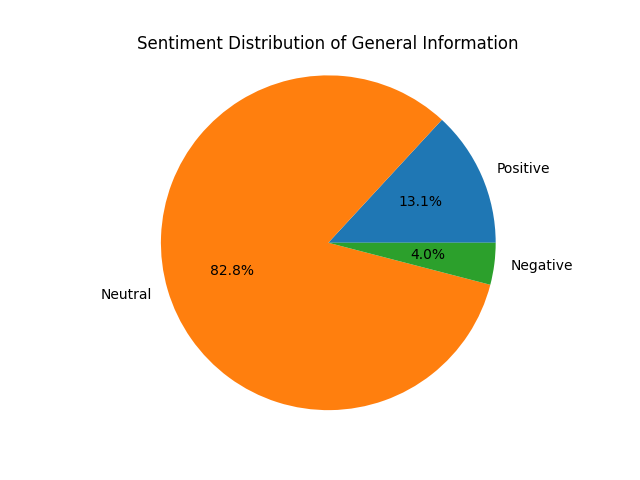 Sentiment Distribution of General Information
Positive
13.1%
4.0%
Negative
82.8%
Neutral